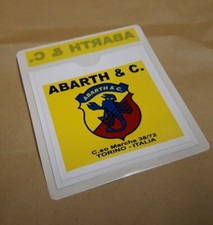 ABARTH & C.
ABARTH & C.
ABARTH & C.
C.so Marche 38/72
TORINO - ITALIA